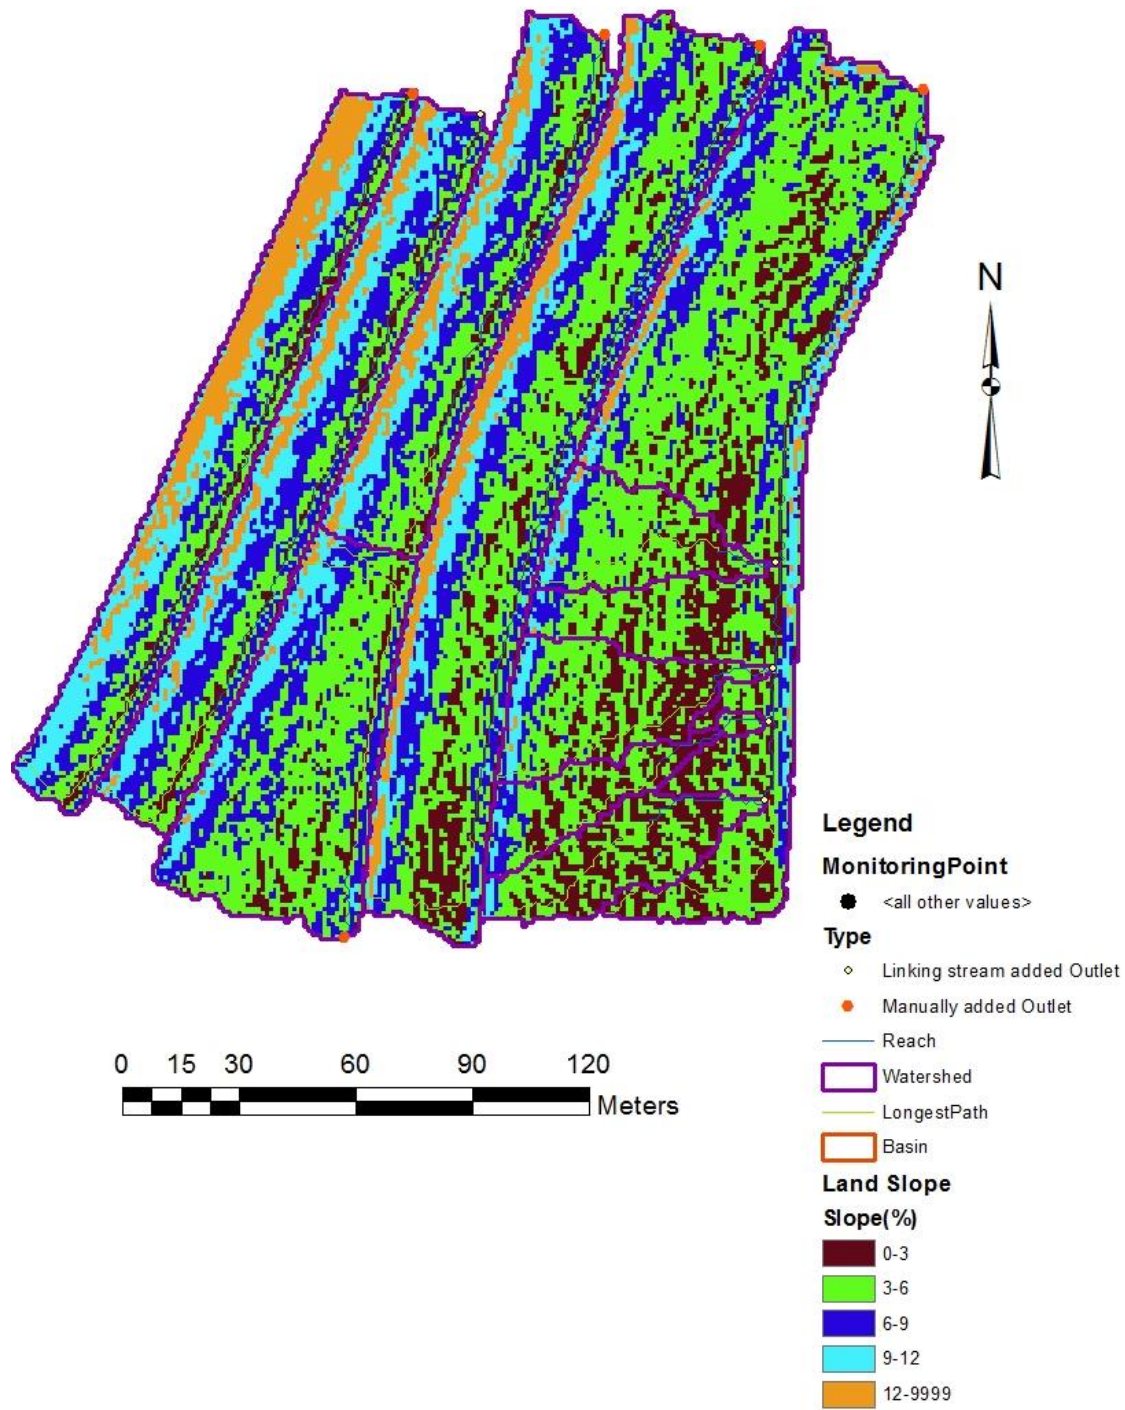 N
0 15 30 60 90 120
Meters
Legend
MonitoringPoint
<all other values>
Type
Linking stream added Outlet
Manually added Outlet
Reach
Watershed
LongestPath
Basin
Land Slope
Slope(%)
0-3
3-6
6-9
9-12
12-9999